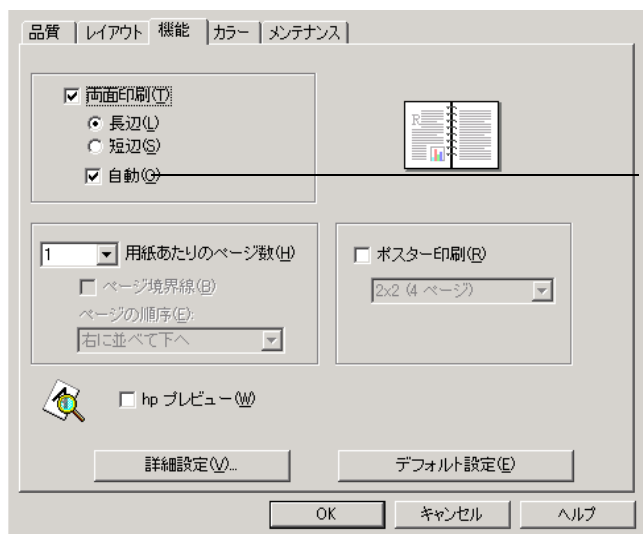 品質 レイアウト 機能 カラー メンテナンス
両面印刷(T)
長辺(L)
短辺(S)
自動(O)
R
1 用紙あたりのページ数(H)
ページ境界線(B)
ページの順序(E):
右に並べて下へ
ポスター印刷(R)
2x2 (4 ページ)
hp プレビュー(W)
詳細設定(V)... デフォルト設定(E)
OK キャンセル ヘルプ